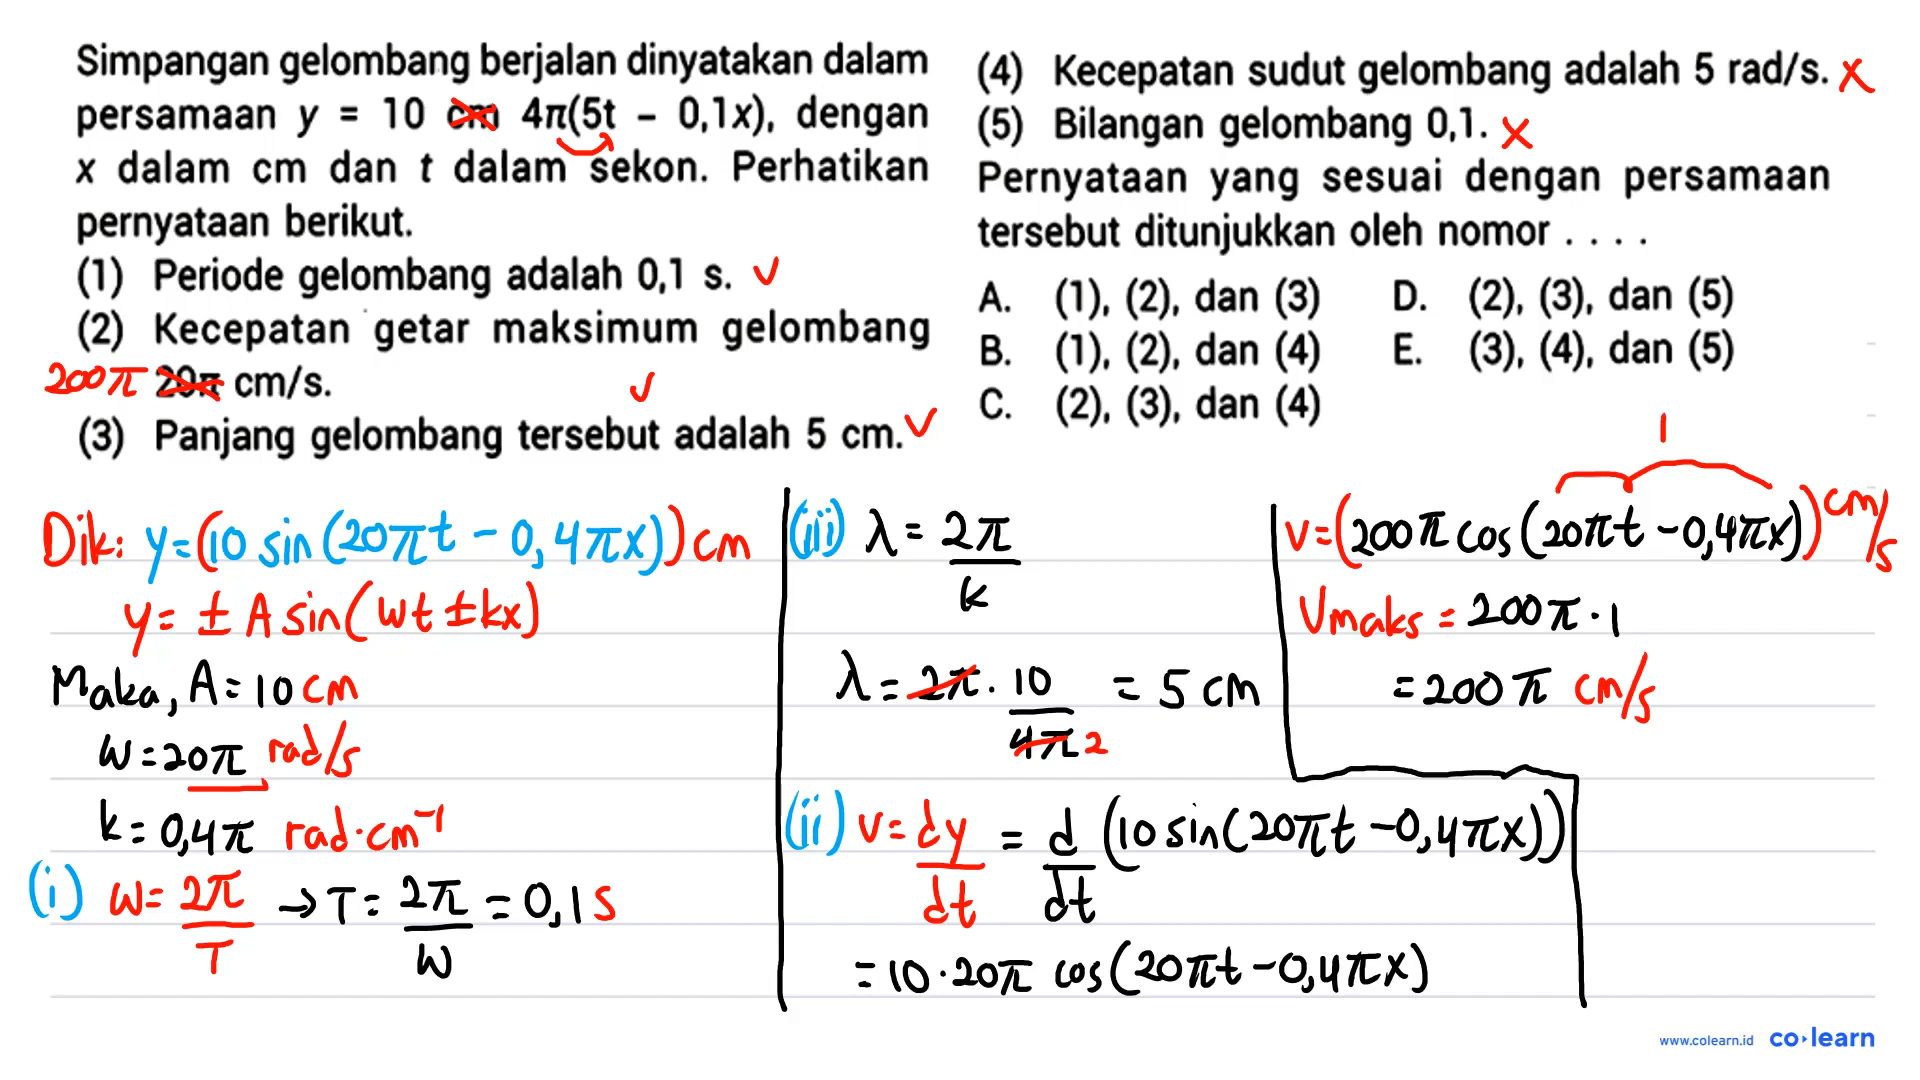 Simpangan gelombang berjalan dinyatakan dalam
persamaan y = 10 cm 4π(5t − 0,1x), dengan
x dalam cm dan t dalam sekon. Perhatikan
pernyataan berikut.
(1) Periode gelombang adalah 0,1 s. ✓
(2) Kecepatan getar maksimum gelombang
200π 20π cm/s. ✓
(3) Panjang gelombang tersebut adalah 5 cm. ✓
(4) Kecepatan sudut gelombang adalah 5 rad/s. x
(5) Bilangan gelombang 0,1. x
Pernyataan yang sesuai dengan persamaan
tersebut ditunjukkan oleh nomor . . . .
A. (1), (2), dan (3)
B. (1), (2), dan (4)
C. (2), (3), dan (4)
D. (2), (3), dan (5)
E. (3), (4), dan (5)
Dik: y=(10 sin(20πt − 0,4πx)) cm
y= ± A sin(wt ± kx)
Maka, A = 10 cm
w = 20π rad/s
k = 0,4π rad·cm⁻¹
(i) w = 2π/T → T = 2π/w = 0,1 s
(iii) λ = 2π/k
λ = 2π · 10/4π 2 = 5 cm
(ii) v = dy/dt = d/dt (10 sin(20πt − 0,4πx))
= 10·20π cos(20πt − 0,4πx)
1
v=(200π cos(20πt − 0,4πx)) cm/s
Vmaks = 200π · 1
= 200π cm/s
www.colearn.id co·learn